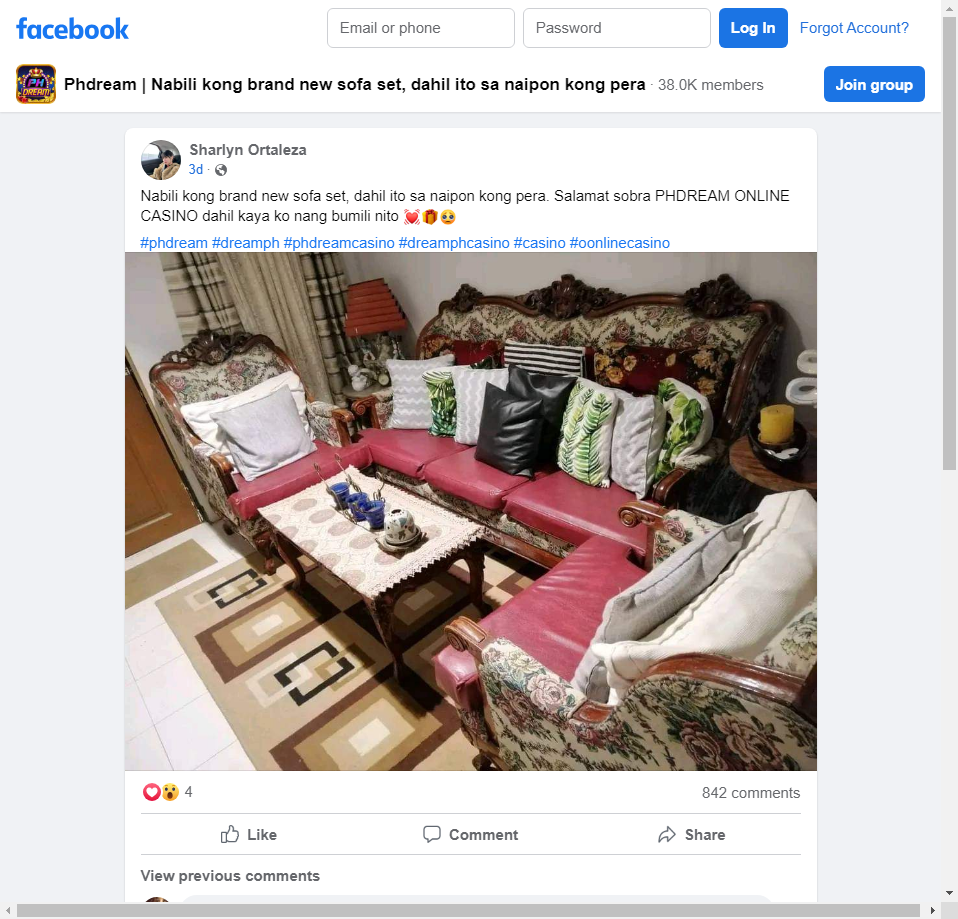 facebook
Email or phone
Password
Log In
Forgot Account?
PH
DREAM
Phdream | Nabili kong brand new sofa set, dahil ito sa naipon kong pera · 38.0K members
Join group
Sharlyn Ortaleza
3d ·
Nabili kong brand new sofa set, dahil ito sa naipon kong pera. Salamat sobra PHDREAM ONLINE
CASINO dahil kaya ko nang bumili nito 💓🎁🥹
#phdream #dreamph #phdreamcasino #dreamphcasino #casino #oonlinecasino
4
842 comments
Like
Comment
Share
View previous comments